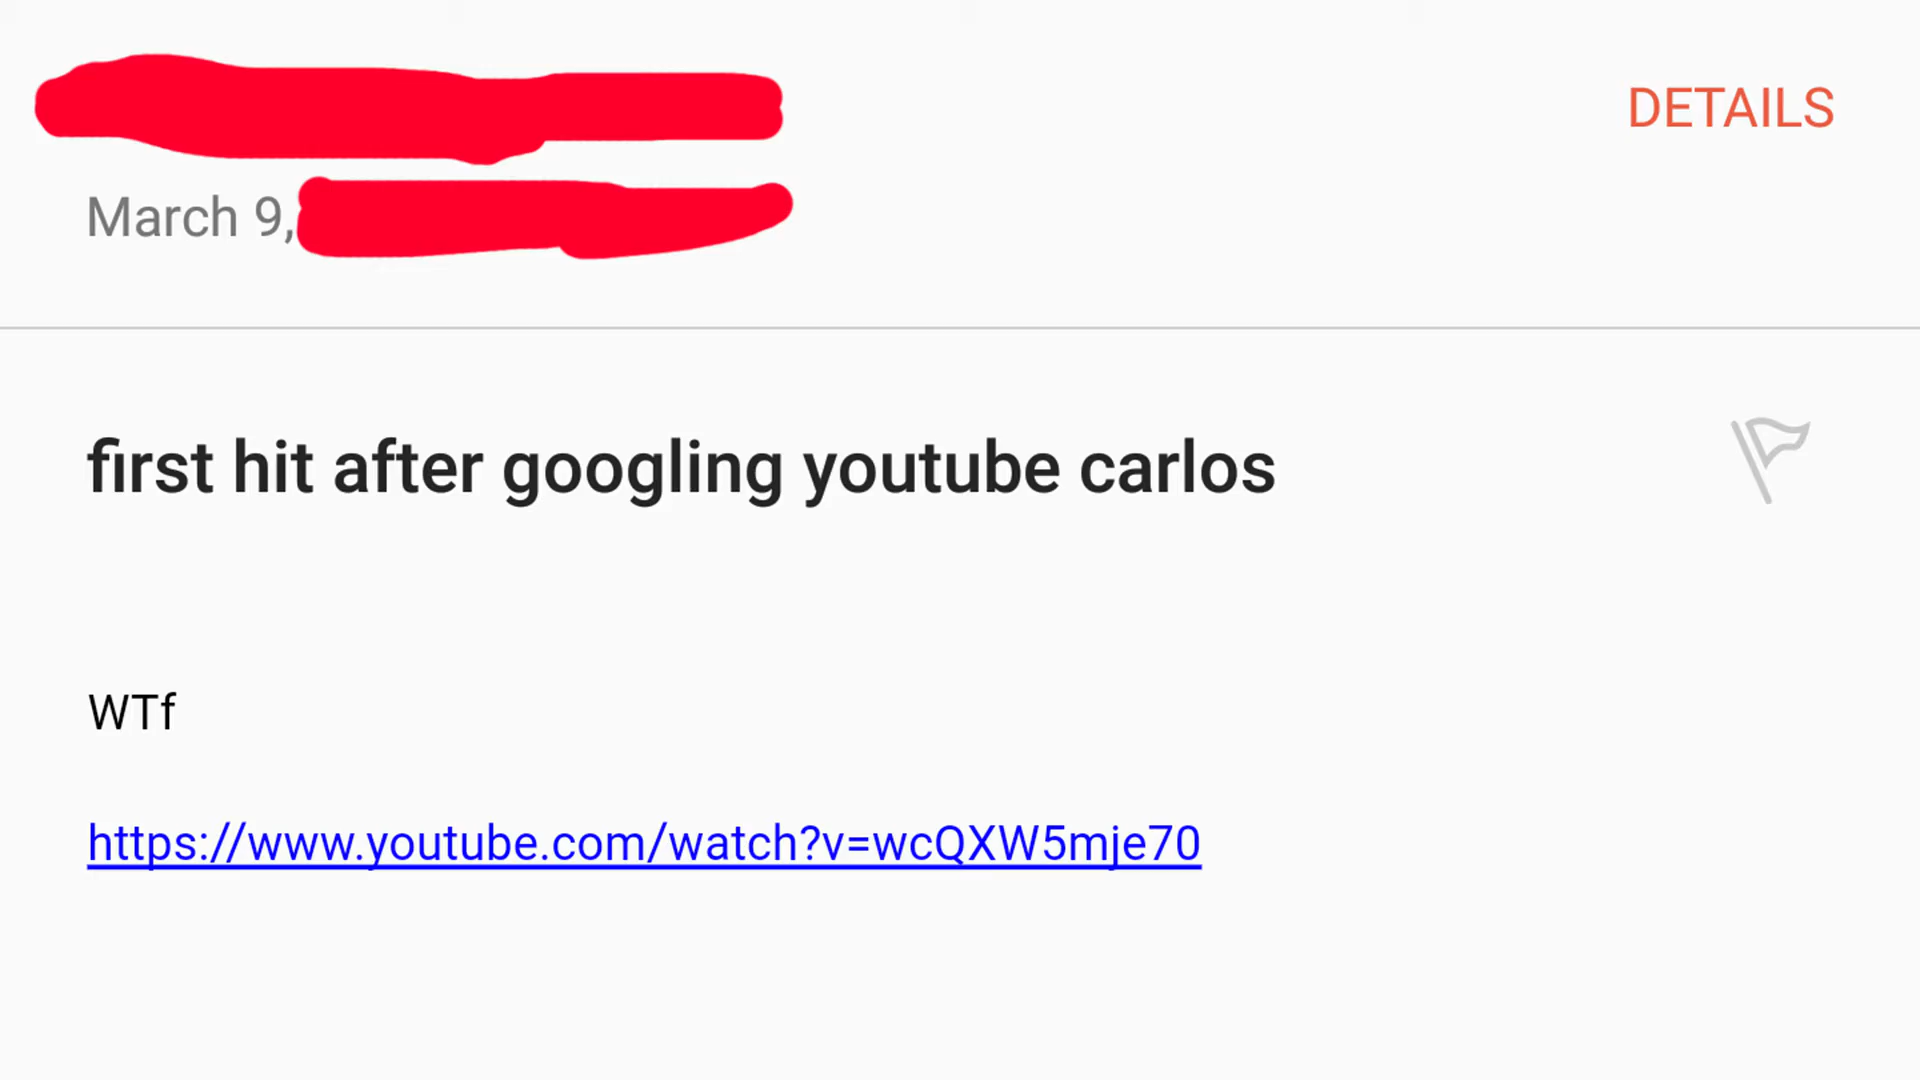 DETAILS
March 9,
first hit after googling youtube carlos
WTf
https://www.youtube.com/watch?v=wcQXW5mje70